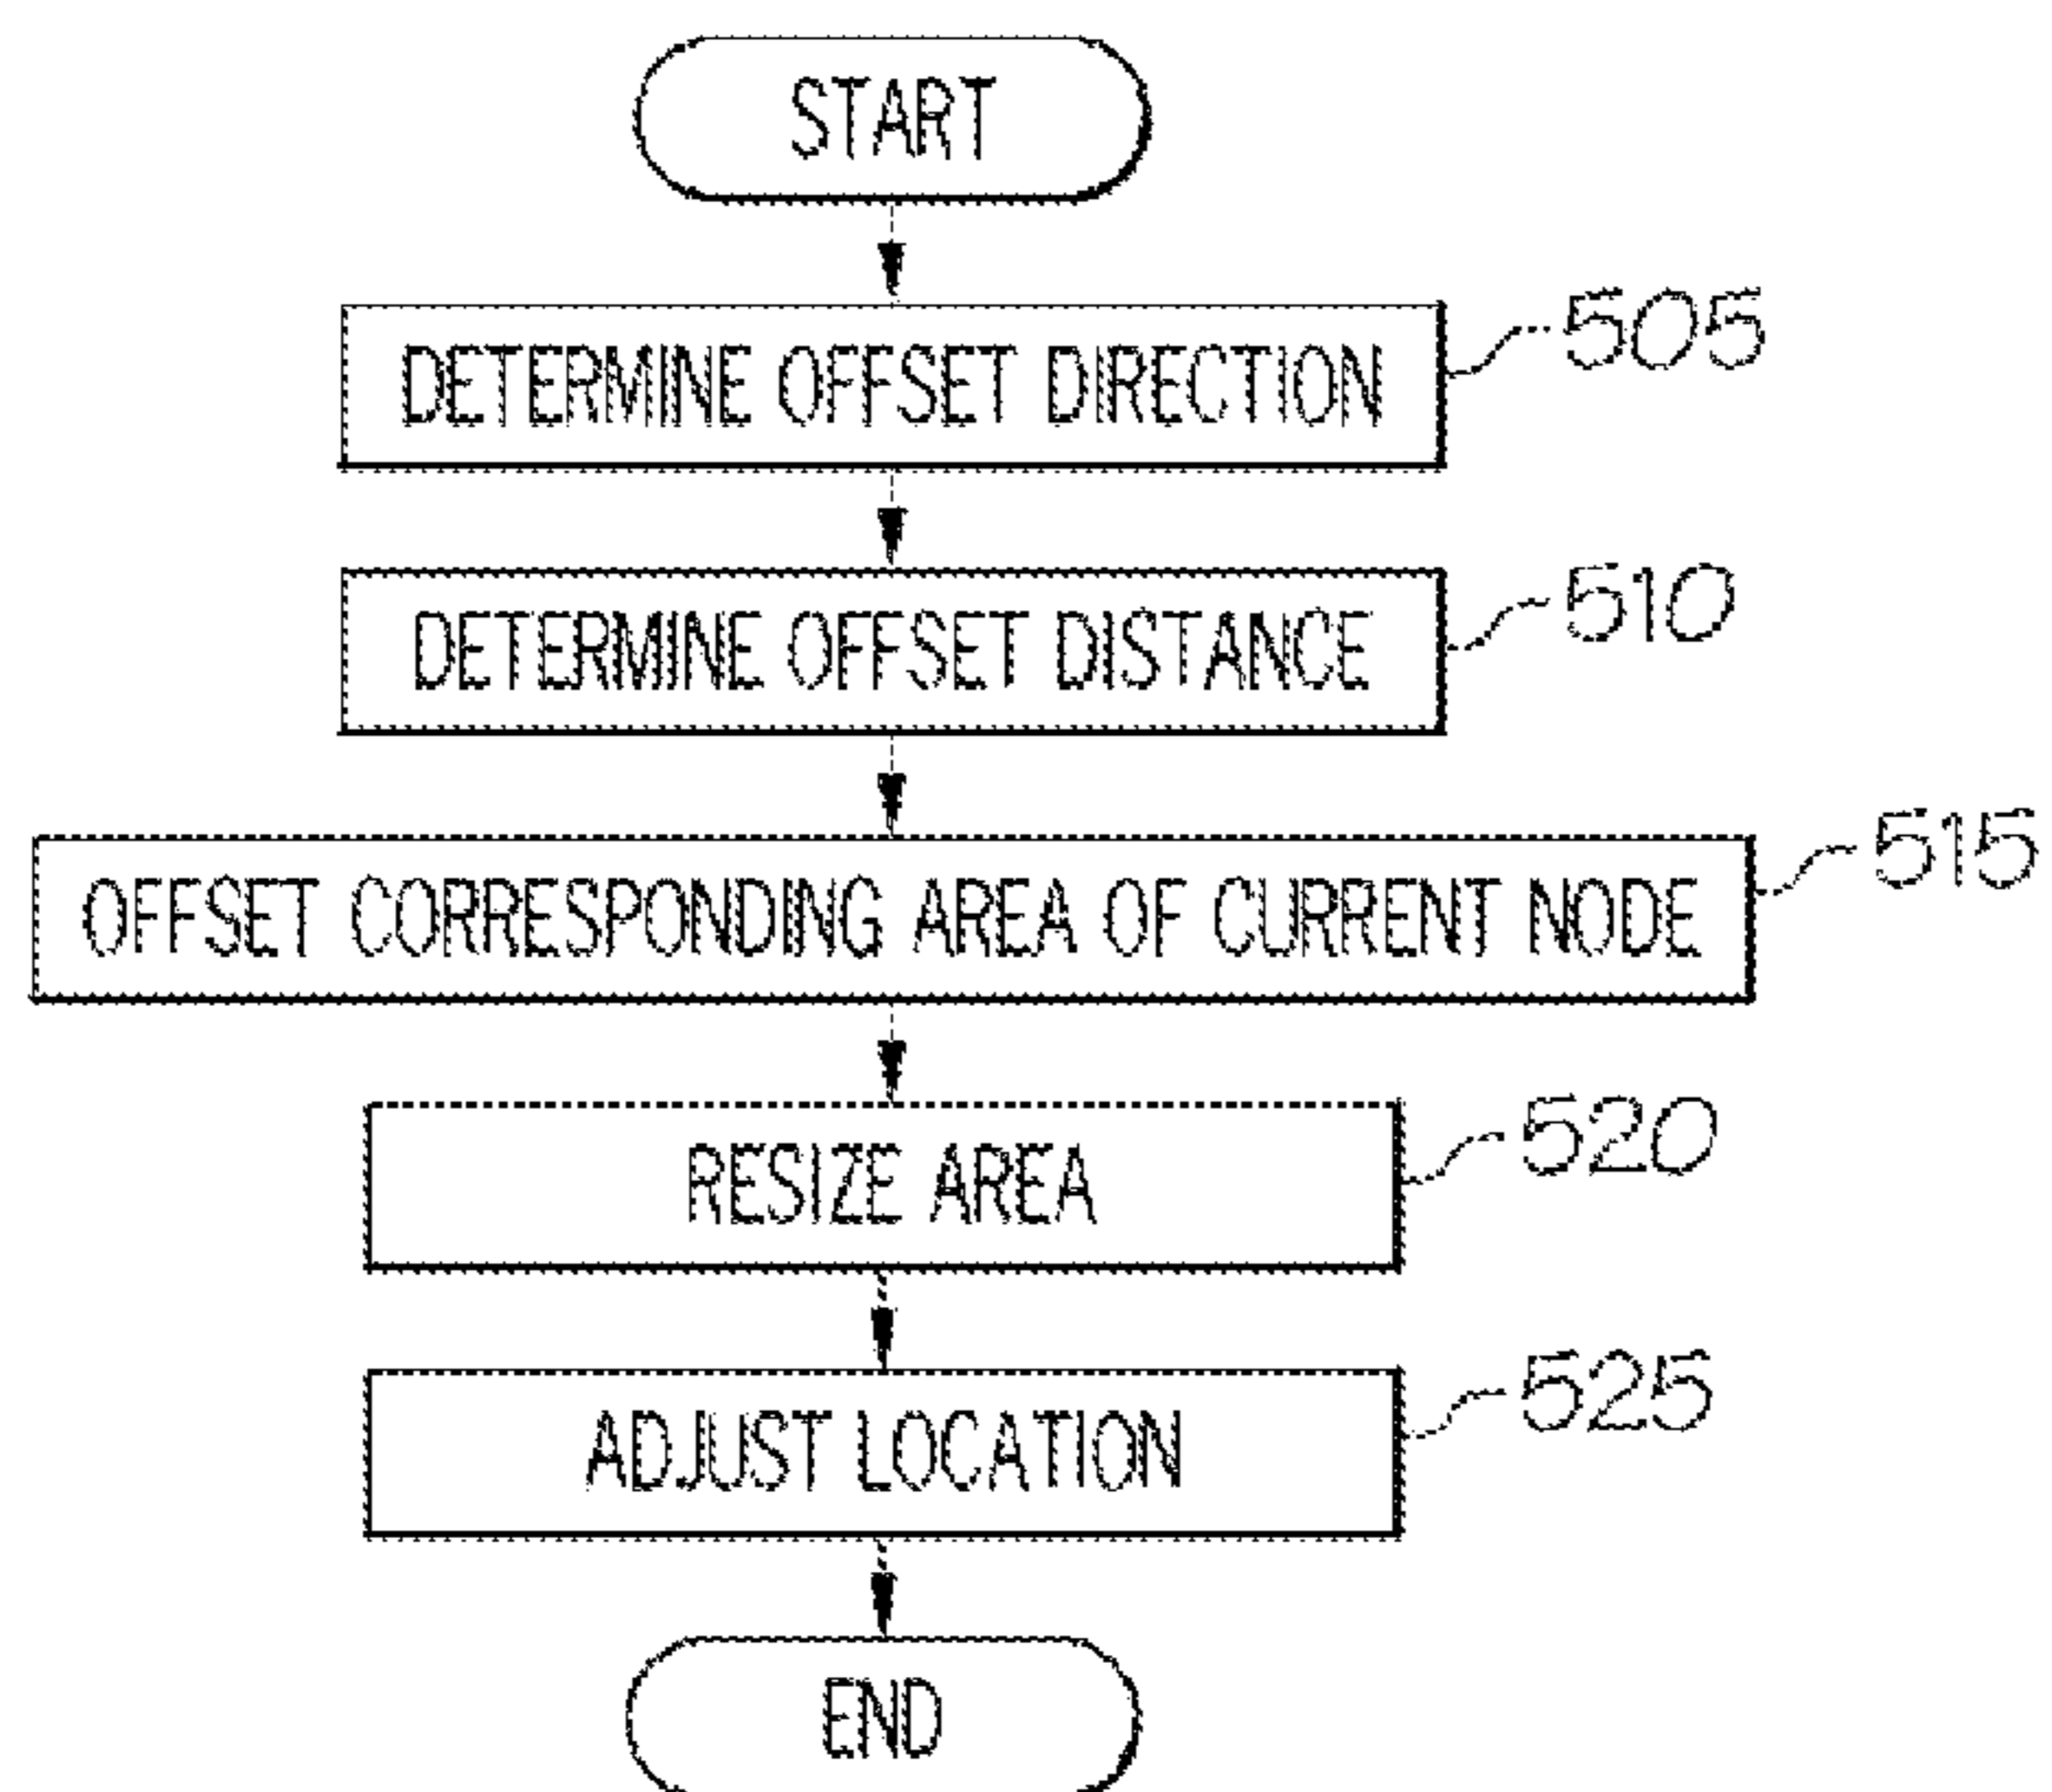 START
DETERMINE OFFSET DIRECTION
505
DETERMINE OFFSET DISTANCE
510
OFFSET CORRESPONDING AREA OF CURRENT NODE
515
RESIZE AREA
520
ADJUST LOCATION
525
END